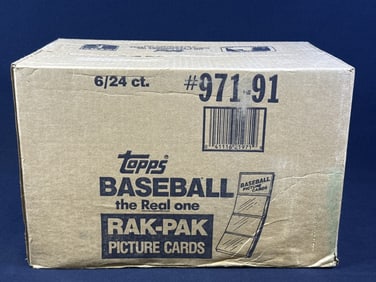 6/24 ct. #971-91
topps®
BASEBALL
the Real one
RAK-PAK
PICTURE CARDS
BASEBALL
PICTURE CARDS